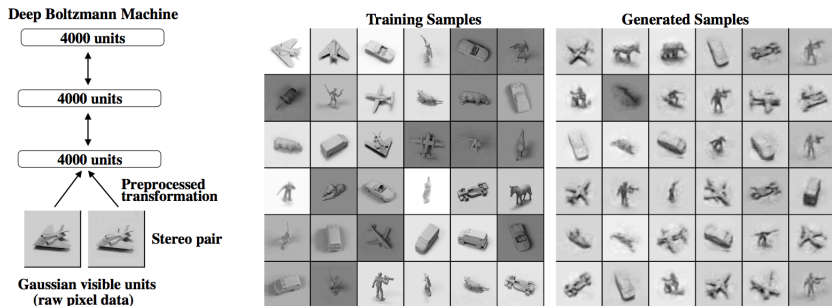 Deep Boltzmann Machine
4000 units
4000 units
4000 units
Preprocessed
transformation
Stereo pair
Gaussian visible units
(raw pixel data)
Training Samples
Generated Samples